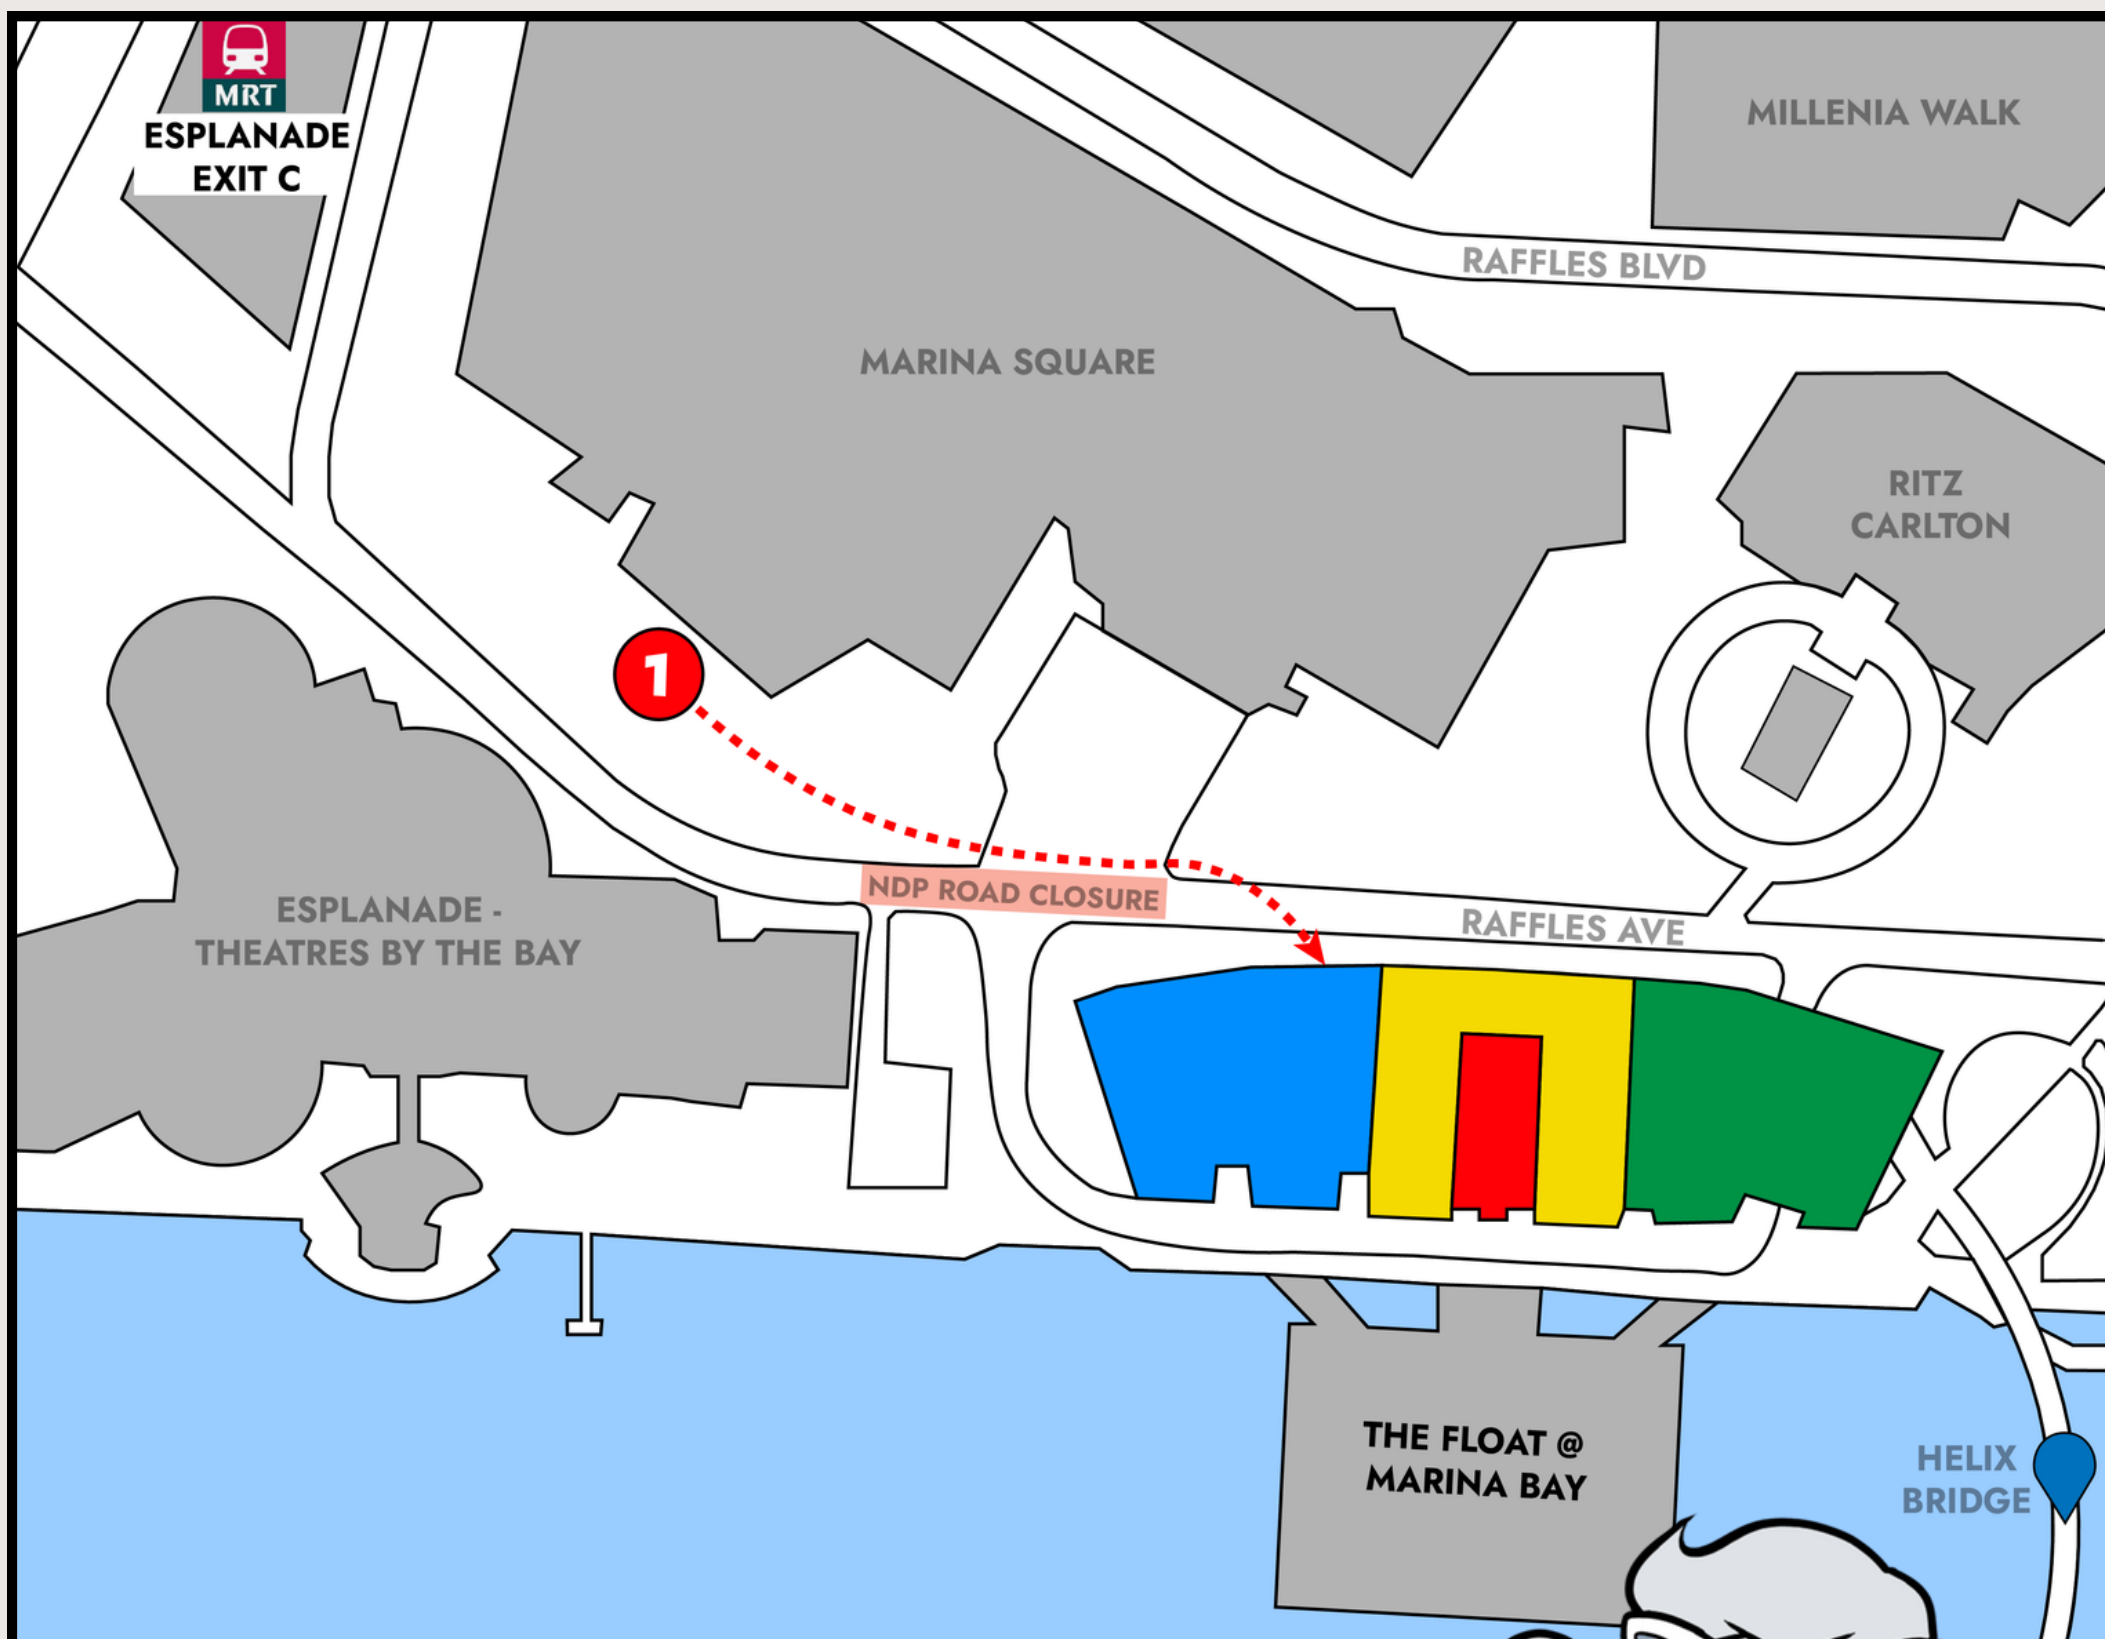 MRT
ESPLANADE
EXIT C
MILLENIA WALK
RAFFLES BLVD
MARINA SQUARE
RITZ
CARLTON
1
NDP ROAD CLOSURE
RAFFLES AVE
ESPLANADE -
THEATRES BY THE BAY
THE FLOAT @
MARINA BAY
HELIX
BRIDGE